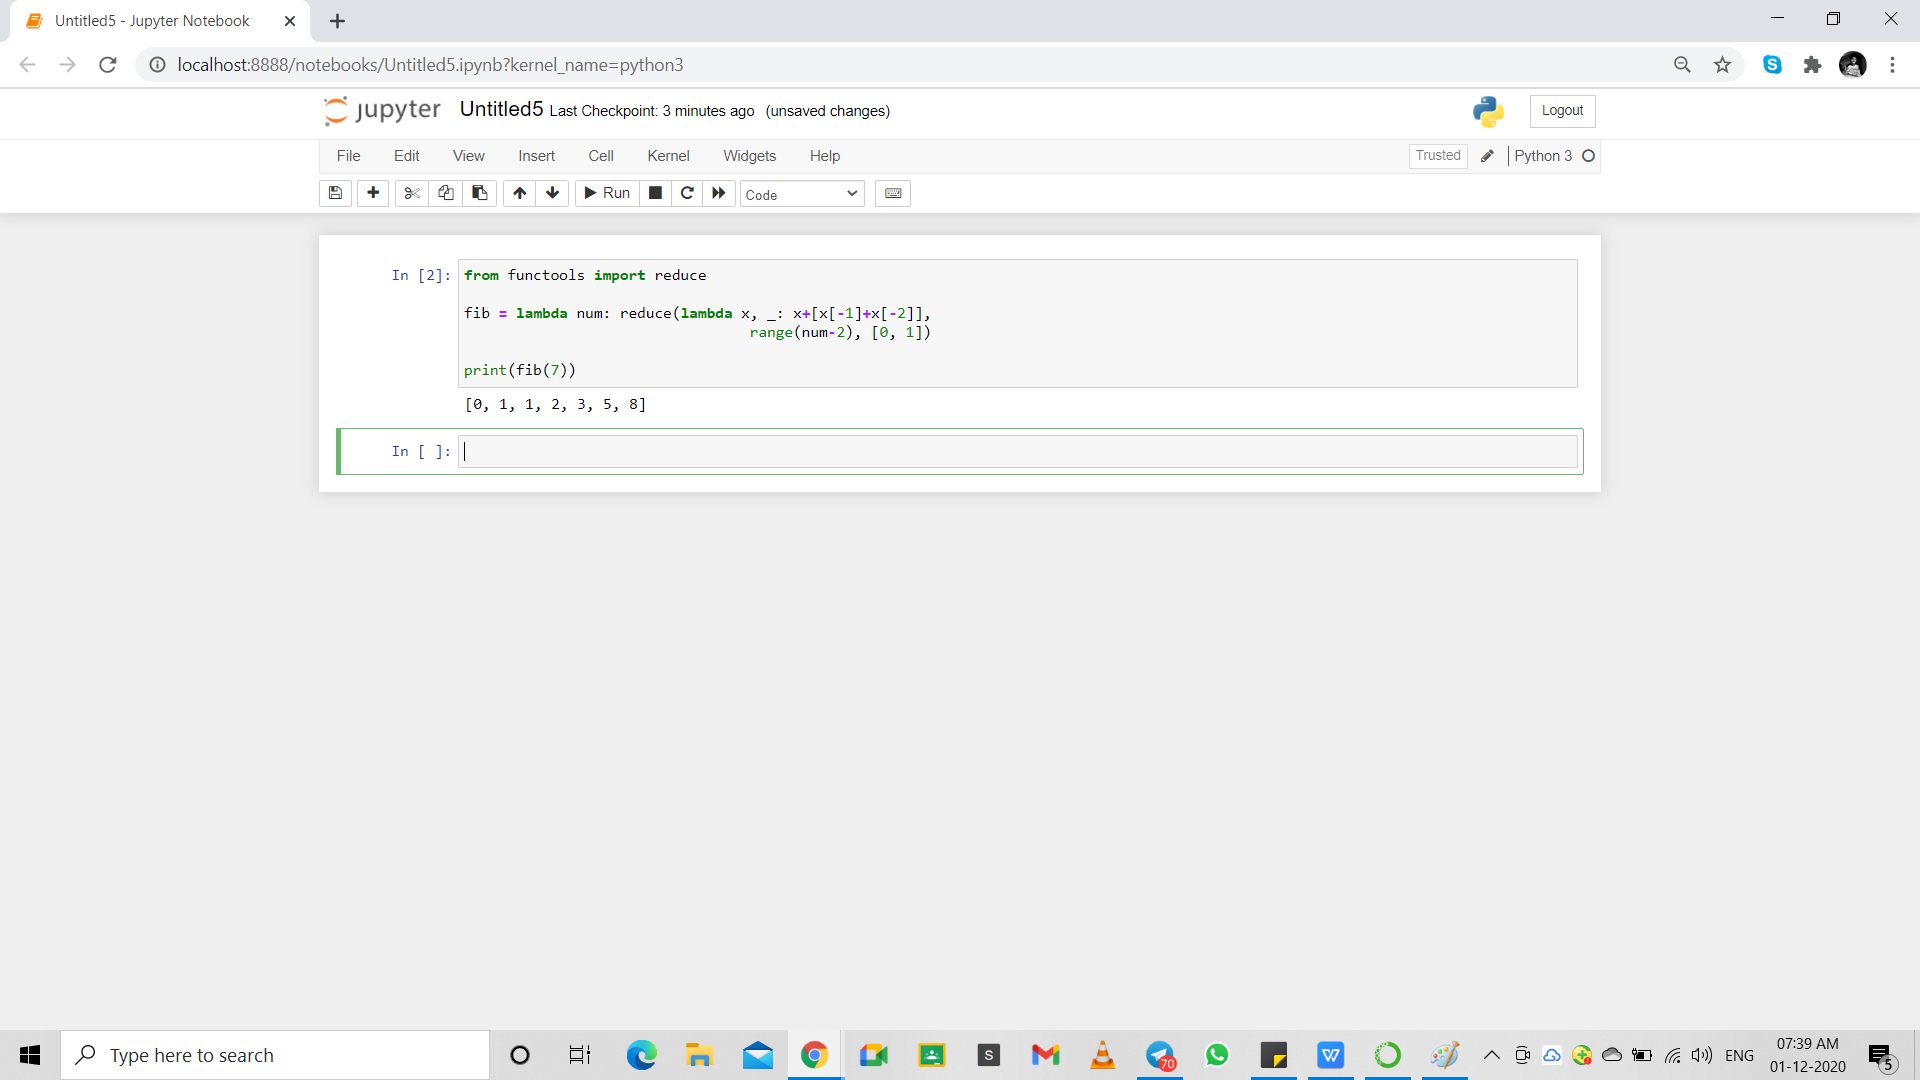 Untitled5 - Jupyter Notebook
localhost:8888/notebooks/Untitled5.ipynb?kernel_name=python3
S
jupyter Untitled5 Last Checkpoint: 3 minutes ago (unsaved changes)
Logout
File Edit View Insert Cell Kernel Widgets Help
Trusted Python 3
Run
Code
In [2]: from functools import reduce
fib = lambda num: reduce(lambda x, _: x+[x[-1]+x[-2]],
range(num-2), [0, 1])
print(fib(7))
[0, 1, 1, 2, 3, 5, 8]
In [ ]:
Type here to search
S
70
W
ENG
07:39 AM
01-12-2020
5